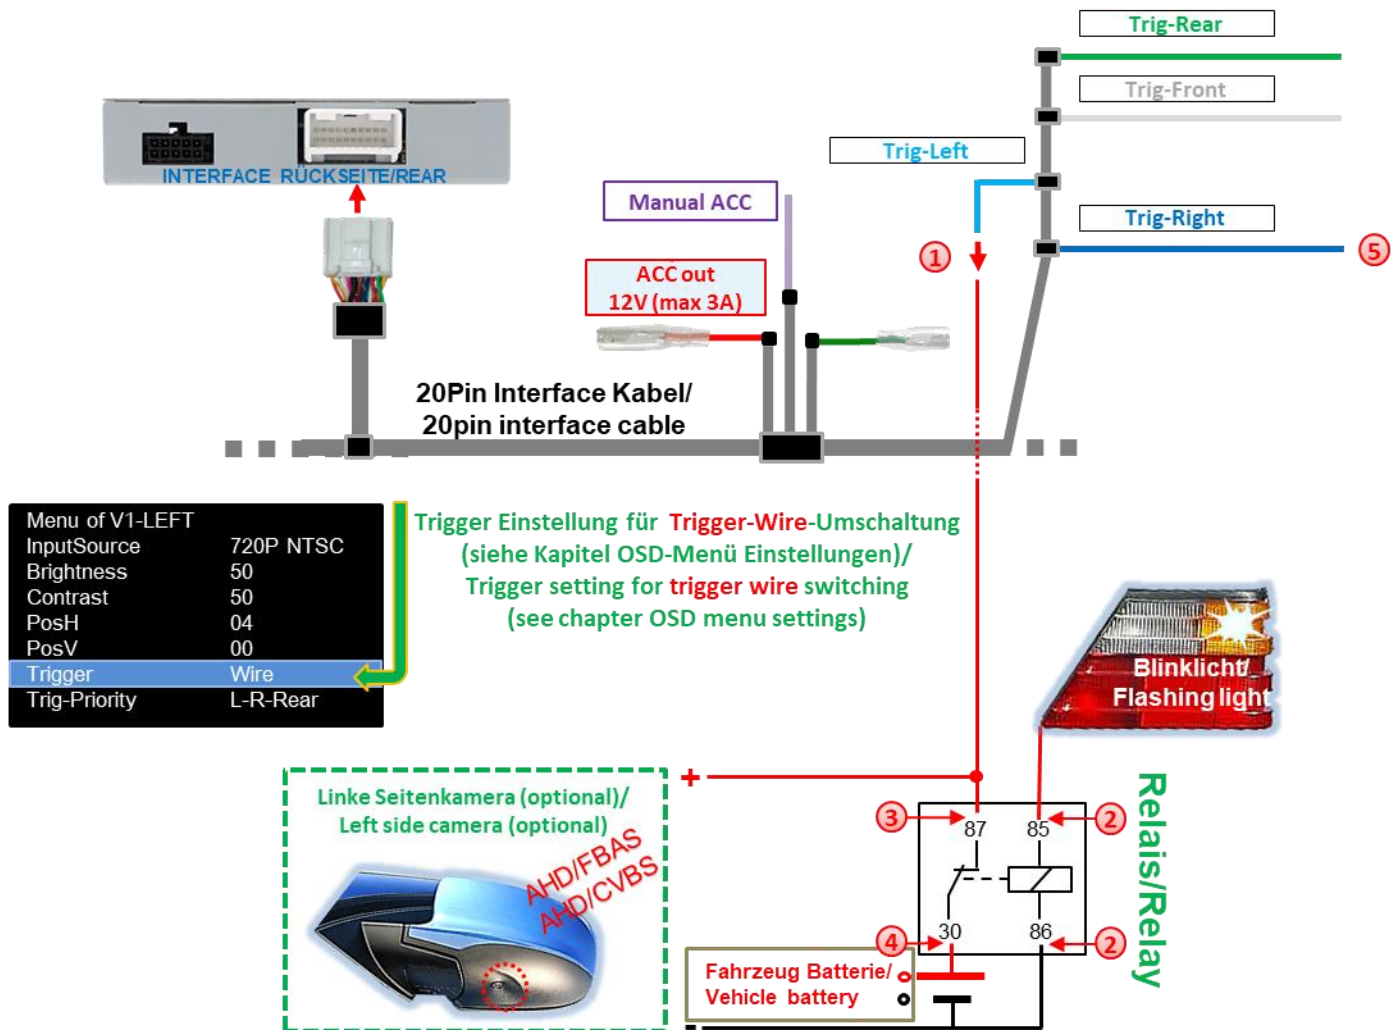 Trig-Rear
Trig-Front
Trig-Left
Trig-Right
INTERFACE RÜCKSEITE/REAR
Manual ACC
ACC out
12V (max 3A)
1
5
20Pin Interface Kabel/
20pin interface cable
Menu of V1-LEFT
InputSource 720P NTSC
Brightness 50
Contrast 50
PosH 04
PosV 00
Trigger Wire
Trig-Priority L-R-Rear
Trigger Einstellung für Trigger-Wire-Umschaltung
(siehe Kapitel OSD-Menü Einstellungen)/
Trigger setting for trigger wire switching
(see chapter OSD menu settings)
Blinklicht/
Flashing light
+
Linke Seitenkamera (optional)/
Left side camera (optional)
AHD/FBAS
AHD/CVBS
3
87
85
2
30
86
4
2
Relais/Relay
Fahrzeug Batterie/
Vehicle battery